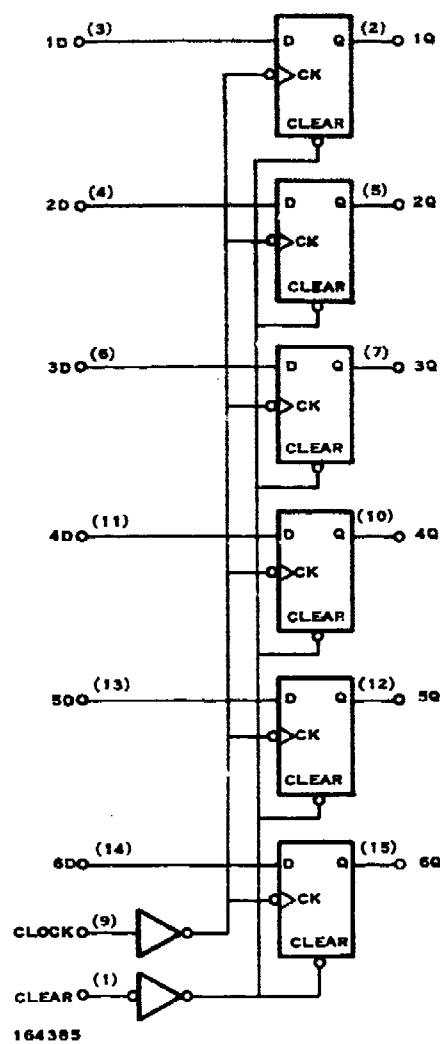 1D (3) D Q (2) 1Q
CK
CLEAR
2D (4) D Q (5) 2Q
CK
CLEAR
3D (6) D Q (7) 3Q
CK
CLEAR
4D (11) D Q (10) 4Q
CK
CLEAR
5D (13) D Q (12) 5Q
CK
CLEAR
6D (14) D Q (15) 6Q
CK
CLOCK (9)
CLEAR
CLEAR (1)
164385